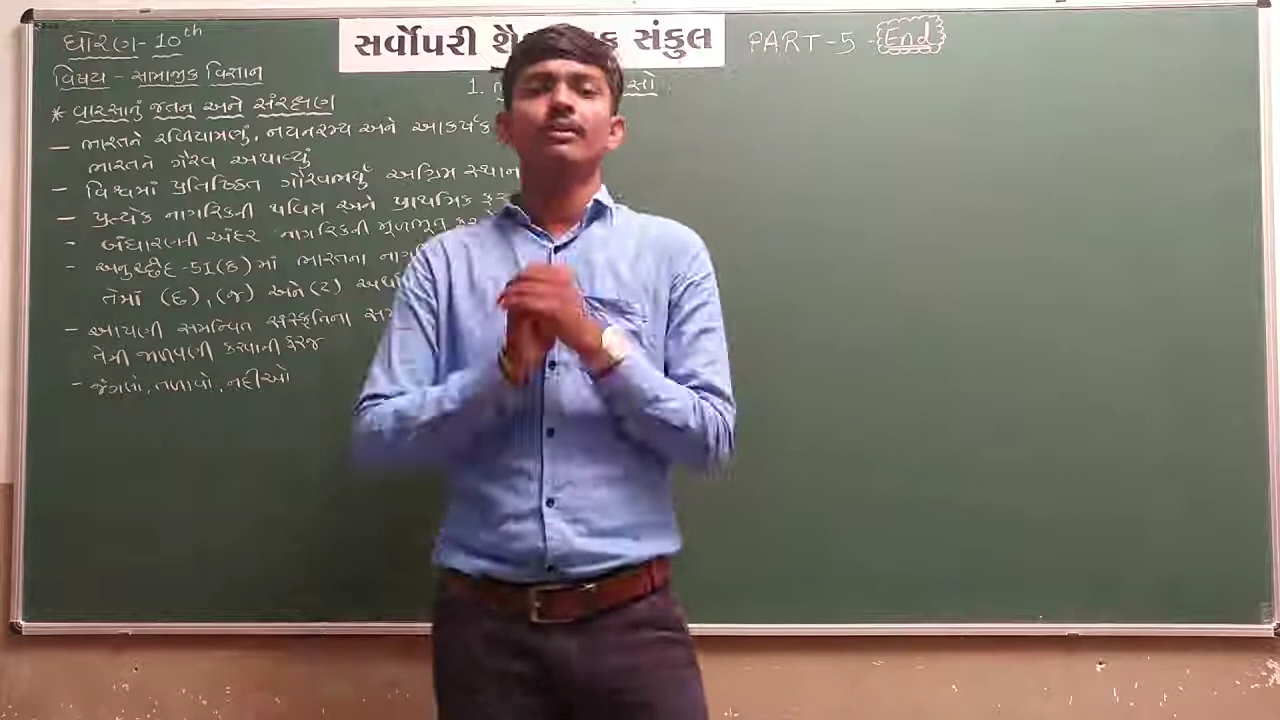 ધોરણ - 10th
સર્વોપરી સંકુલ
PART - 5 - End
વિષય - સામાજીક વિજ્ઞાન
1.
* વારસાનું જતન અને સંરક્ષણ
- ભારતને રળિયામણું, નયનરમ્ય અને આકર્ષક
ભારતને ગૌરવ અપાવ્યું
- વિશ્વમાં પ્રતિષ્ઠિત ગૌરવભર્યું અગ્રિમ સ્થાન
- પ્રત્યેક નાગરિકની પવિત્ર અને પ્રાથમિક
- બંધારણની અંદર નાગરિકની મૂળભૂત
- અનુચ્છેદ - 51(ક) માં ભારતના
તેમાં (છ), (જ) અને (ટ)
- આપણી સમન્વિત સંસ્કૃતિના
તેની જાળવણી કરવાની ફરજ
- જંગલો, તળાવો, નદીઓ